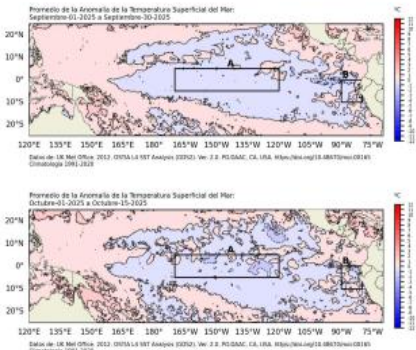 Promedio de la Anomalía de la Temperatura Superficial del Mar:
Septiembre-01-2025 a Septiembre-30-2025
°C
20°N
10°N
0°
10°S
20°S
A
B
120°E 135°E 150°E 165°E 180° 165°W 150°W 135°W 120°W 105°W 90°W 75°W
Datos de: UK Met Office. 2012. OSTIA L4 SST Analysis (GDS2). Ver. 2.0. PO.DAAC, CA, USA.
Climatología 1991-2020
Promedio de la Anomalía de la Temperatura Superficial del Mar:
Octubre-01-2025 a Octubre-15-2025
°C
20°N
10°N
0°
10°S
20°S
A
B
120°E 135°E 150°E 165°E 180° 165°W 150°W 135°W 120°W 105°W 90°W 75°W
Datos de: UK Met Office. 2012. OSTIA L4 SST Analysis (GDS2). Ver. 2.0. PO.DAAC, CA, USA.